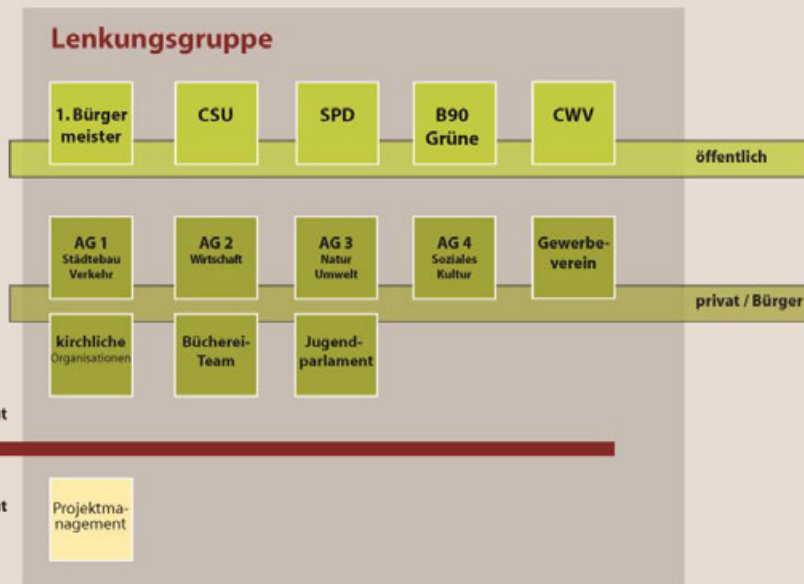 Lenkungsgruppe
1. Bürger
meister
CSU
SPD
B90
Grüne
CWV
öffentlich
AG 1
Städtebau
Verkehr
AG 2
Wirtschaft
AG 3
Natur
Umwelt
AG 4
Soziales
Kultur
Gewerbe-
verein
privat / Bürger
kirchliche
Organisationen
Bücherei-
Team
Jugend-
parlament
Projektma-
nagement